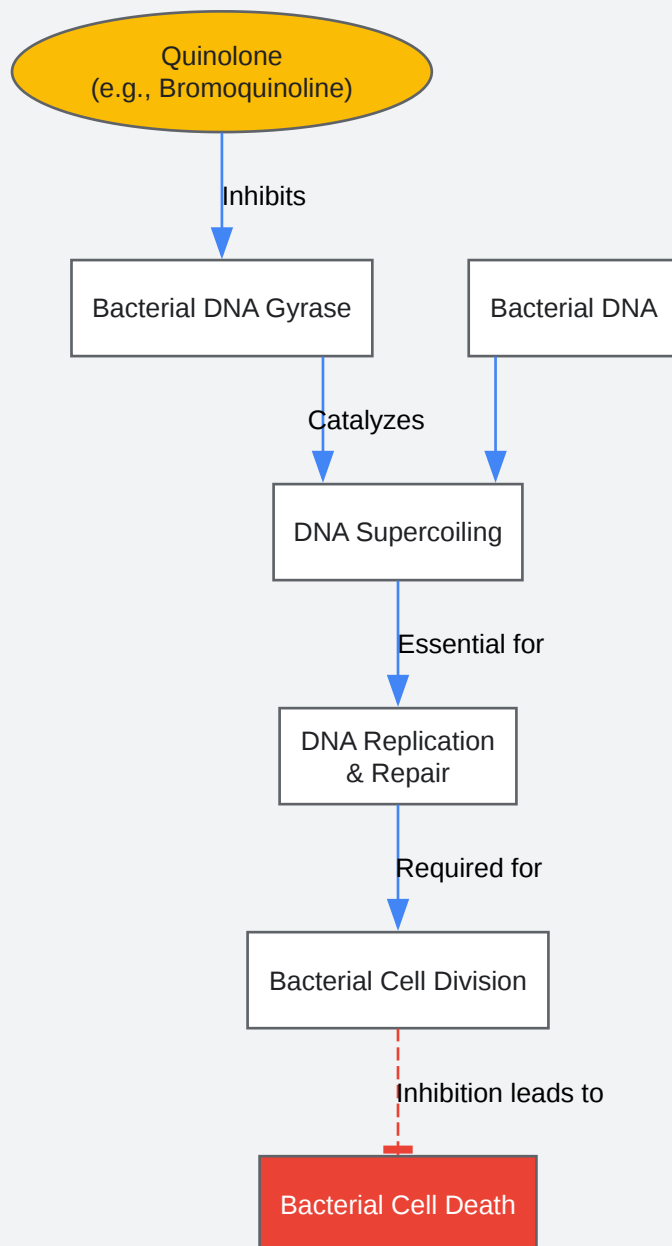 Quinolone
(e.g., Bromoquinoline)
Inhibits
Bacterial DNA Gyrase
Bacterial DNA
Catalyzes
DNA Supercoiling
Essential for
DNA Replication
& Repair
Required for
Bacterial Cell Division
Inhibition leads to
Bacterial Cell Death